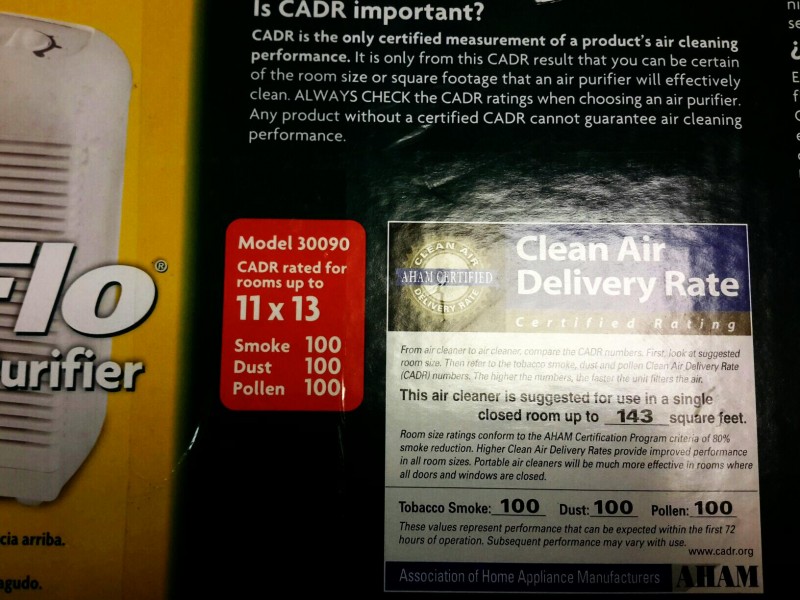 Is CADR important?
CADR is the only certified measurement of a product's air cleaning
performance. It is only from this CADR result that you can be certain
of the room size or square footage that an air purifier will effectively
clean. ALWAYS CHECK the CADR ratings when choosing an air purifier.
Any product without a certified CADR cannot guarantee air cleaning
performance.
Flo®
urifier
cia arriba.
agudo.
Model 30090
CADR rated for
rooms up to
11 x 13
Smoke 100
Dust 100
Pollen 100
CLEAN AIR
AHAM CERTIFIED
DELIVERY RATE
Clean Air
Delivery Rate
Certified Rating
From air cleaner to air cleaner, compare the CADR numbers. First, look at suggested
room size. Then refer to the tobacco smoke, dust and pollen Clean Air Delivery Rate
(CADR) numbers. The higher the numbers, the faster the unit filters the air.
This air cleaner is suggested for use in a single
closed room up to 143 square feet.
Room size ratings conform to the AHAM Certification Program criteria of 80%
smoke reduction. Higher Clean Air Delivery Rates provide improved performance
in all room sizes. Portable air cleaners will be much more effective in rooms where
all doors and windows are closed.
Tobacco Smoke: 100 Dust: 100 Pollen: 100
These values represent performance that can be expected within the first 72
hours of operation. Subsequent performance may vary with use.
www.cadr.org
Association of Home Appliance Manufacturers AHAM